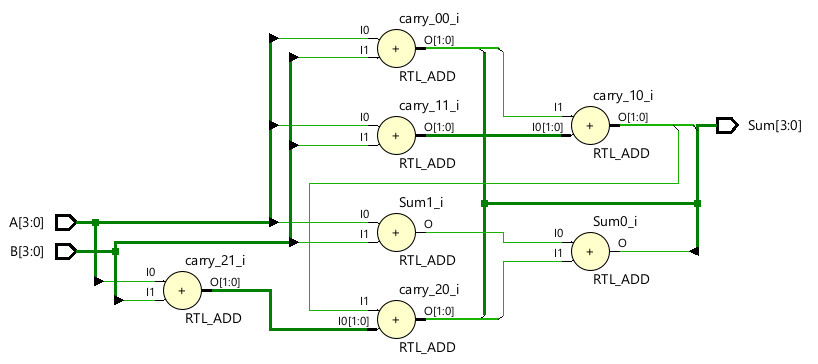 carry_00_i
I0
I1
+
O[1:0]
RTL_ADD
carry_11_i
I0
I1
+
O[1:0]
RTL_ADD
carry_10_i
I1
I0[1:0]
+
O[1:0]
RTL_ADD
Sum[3:0]
A[3:0]
B[3:0]
Sum1_i
I0
I1
+
O
RTL_ADD
Sum0_i
I0
I1
+
O
RTL_ADD
carry_21_i
I0
I1
+
O[1:0]
RTL_ADD
carry_20_i
I1
I0[1:0]
+
O[1:0]
RTL_ADD